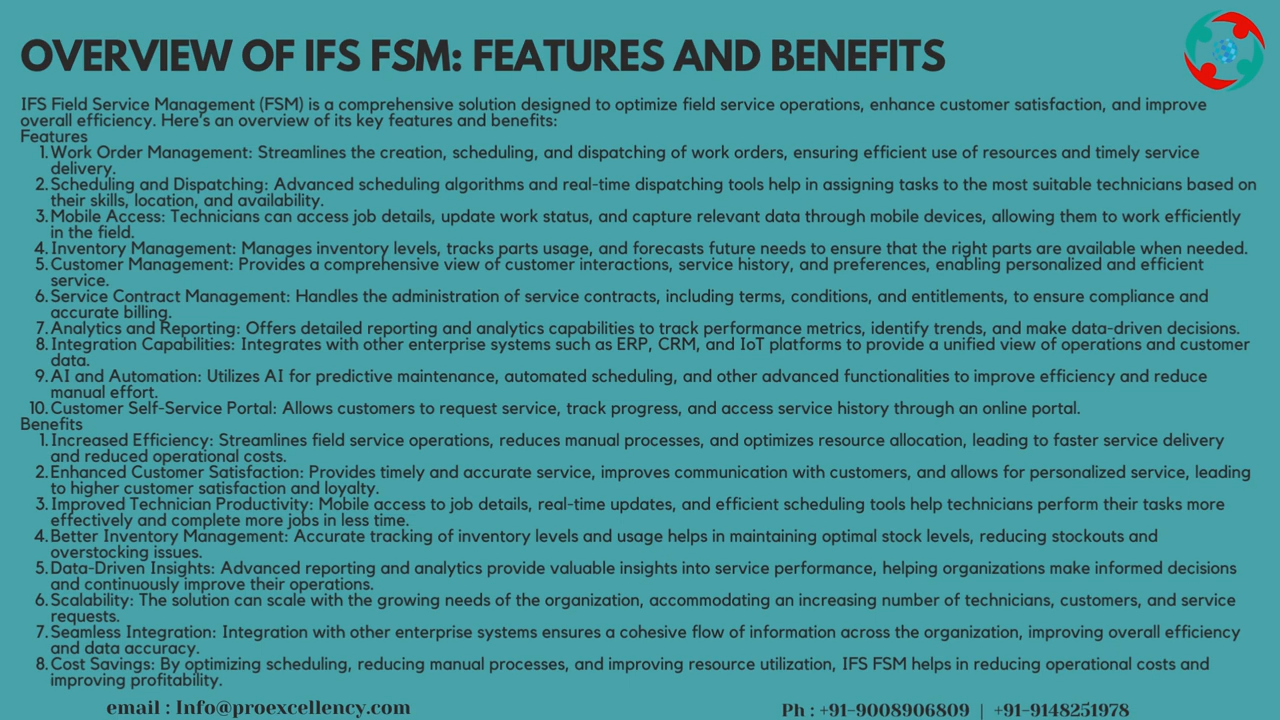 OVERVIEW OF IFS FSM: FEATURES AND BENEFITS
IFS Field Service Management (FSM) is a comprehensive solution designed to optimize field service operations, enhance customer satisfaction, and improve
overall efficiency. Here's an overview of its key features and benefits:
Features
1. Work Order Management: Streamlines the creation, scheduling, and dispatching of work orders, ensuring efficient use of resources and timely service
delivery.
2. Scheduling and Dispatching: Advanced scheduling algorithms and real-time dispatching tools help in assigning tasks to the most suitable technicians based on
their skills, location, and availability.
3. Mobile Access: Technicians can access job details, update work status, and capture relevant data through mobile devices, allowing them to work efficiently
in the field.
4. Inventory Management: Manages inventory levels, tracks parts usage, and forecasts future needs to ensure that the right parts are available when needed.
5. Customer Management: Provides a comprehensive view of customer interactions, service history, and preferences, enabling personalized and efficient
service.
6. Service Contract Management: Handles the administration of service contracts, including terms, conditions, and entitlements, to ensure compliance and
accurate billing.
7. Analytics and Reporting: Offers detailed reporting and analytics capabilities to track performance metrics, identify trends, and make data-driven decisions.
8. Integration Capabilities: Integrates with other enterprise systems such as ERP, CRM, and IoT platforms to provide a unified view of operations and customer
data.
9. AI and Automation: Utilizes AI for predictive maintenance, automated scheduling, and other advanced functionalities to improve efficiency and reduce
manual effort.
10. Customer Self-Service Portal: Allows customers to request service, track progress, and access service history through an online portal.
Benefits
1. Increased Efficiency: Streamlines field service operations, reduces manual processes, and optimizes resource allocation, leading to faster service delivery
and reduced operational costs.
2. Enhanced Customer Satisfaction: Provides timely and accurate service, improves communication with customers, and allows for personalized service, leading
to higher customer satisfaction and loyalty.
3. Improved Technician Productivity: Mobile access to job details, real-time updates, and efficient scheduling tools help technicians perform their tasks more
effectively and complete more jobs in less time.
4. Better Inventory Management: Accurate tracking of inventory levels and usage helps in maintaining optimal stock levels, reducing stockouts and
overstocking issues.
5. Data-Driven Insights: Advanced reporting and analytics provide valuable insights into service performance, helping organizations make informed decisions
and continuously improve their operations.
6. Scalability: The solution can scale with the growing needs of the organization, accommodating an increasing number of technicians, customers, and service
requests.
7. Seamless Integration: Integration with other enterprise systems ensures a cohesive flow of information across the organization, improving overall efficiency
and data accuracy.
8. Cost Savings: By optimizing scheduling, reducing manual processes, and improving resource utilization, IFS FSM helps in reducing operational costs and
improving profitability.
email : Info@proexcellency.com
Ph : +91-9008906809 | +91-9148251978